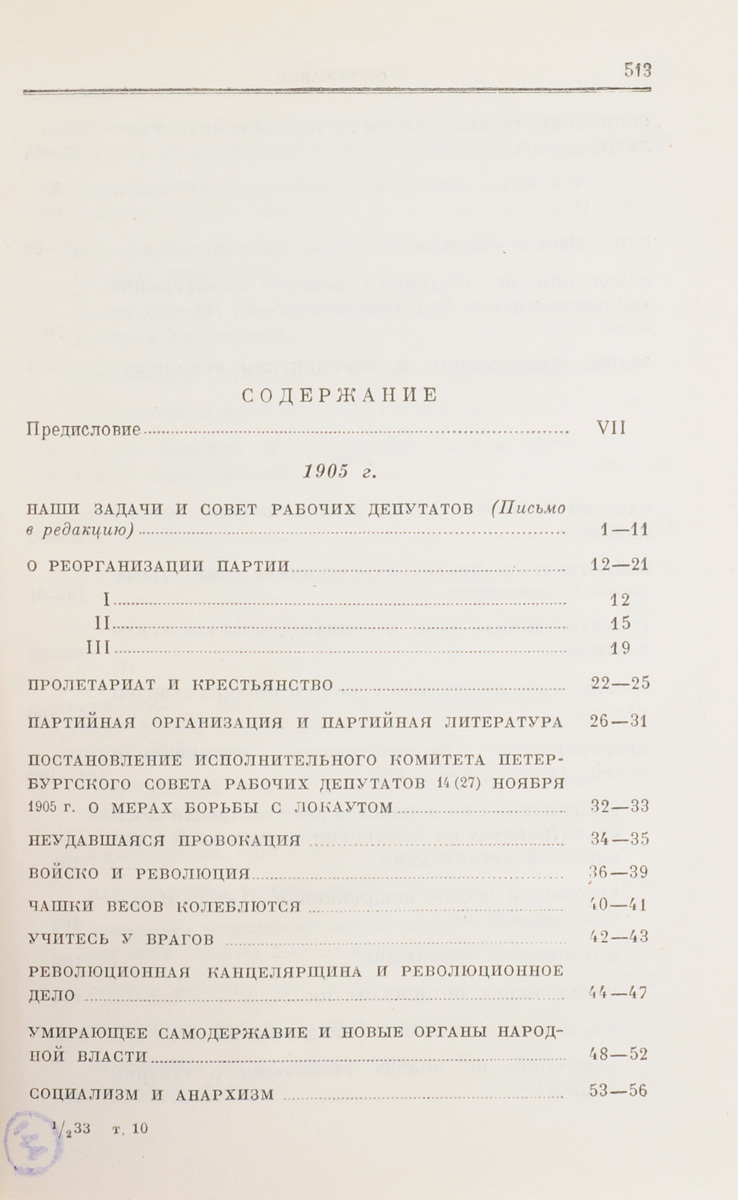 513
СОДЕРЖАНИЕ
Предисловие VII
1905 г.
НАШИ ЗАДАЧИ И СОВЕТ РАБОЧИХ ДЕПУТАТОВ (Письмо
в редакцию) 1—11
О РЕОРГАНИЗАЦИИ ПАРТИИ 12—21
I 12
II 15
III 19
ПРОЛЕТАРИАТ И КРЕСТЬЯНСТВО 22—25
ПАРТИЙНАЯ ОРГАНИЗАЦИЯ И ПАРТИЙНАЯ ЛИТЕРАТУРА 26—31
ПОСТАНОВЛЕНИЕ ИСПОЛНИТЕЛЬНОГО КОМИТЕТА ПЕТЕР-
БУРГСКОГО СОВЕТА РАБОЧИХ ДЕПУТАТОВ 14 (27) НОЯБРЯ
1905 г. О МЕРАХ БОРЬБЫ С ЛОКАУТОМ 32—33
НЕУДАВШАЯСЯ ПРОВОКАЦИЯ 34—35
ВОЙСКО И РЕВОЛЮЦИЯ 36—39
ЧАШКИ ВЕСОВ КОЛЕБЛЮТСЯ 40—41
УЧИТЕСЬ У ВРАГОВ 42—43
РЕВОЛЮЦИОННАЯ КАНЦЕЛЯРЩИНА И РЕВОЛЮЦИОННОЕ
ДЕЛО 44—47
УМИРАЮЩЕЕ САМОДЕРЖАВИЕ И НОВЫЕ ОРГАНЫ НАРОД-
НОЙ ВЛАСТИ 48—52
СОЦИАЛИЗМ И АНАРХИЗМ 53—56
1/233 т. 10